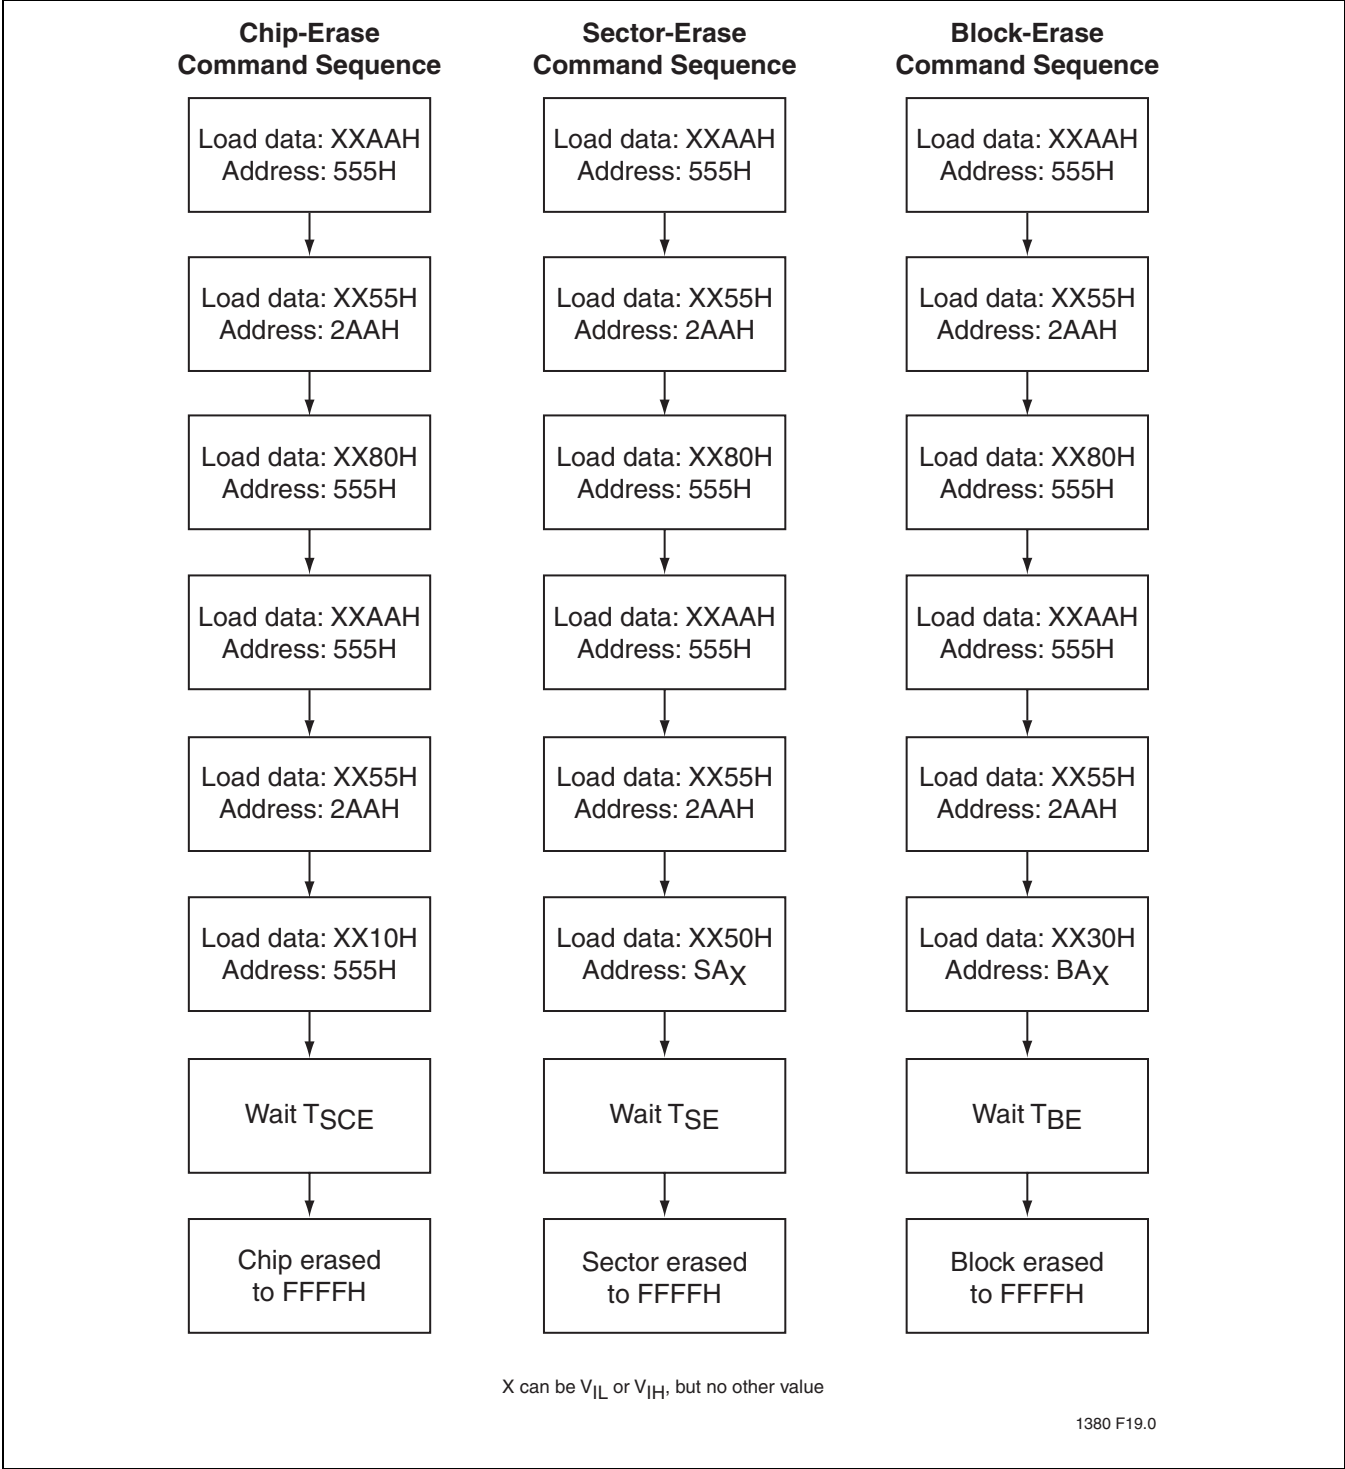 Chip-Erase
Command Sequence
Load data: XXAAH
Address: 555H
Load data: XX55H
Address: 2AAH
Load data: XX80H
Address: 555H
Load data: XXAAH
Address: 555H
Load data: XX55H
Address: 2AAH
Load data: XX10H
Address: 555H
Wait TSCE
Chip erased
to FFFFH
Sector-Erase
Command Sequence
Load data: XXAAH
Address: 555H
Load data: XX55H
Address: 2AAH
Load data: XX80H
Address: 555H
Load data: XXAAH
Address: 555H
Load data: XX55H
Address: 2AAH
Load data: XX50H
Address: SAX
Wait TSE
Sector erased
to FFFFH
Block-Erase
Command Sequence
Load data: XXAAH
Address: 555H
Load data: XX55H
Address: 2AAH
Load data: XX80H
Address: 555H
Load data: XXAAH
Address: 555H
Load data: XX55H
Address: 2AAH
Load data: XX30H
Address: BAX
Wait TBE
Block erased
to FFFFH
X can be VIL or VIH, but no other value
1380 F19.0